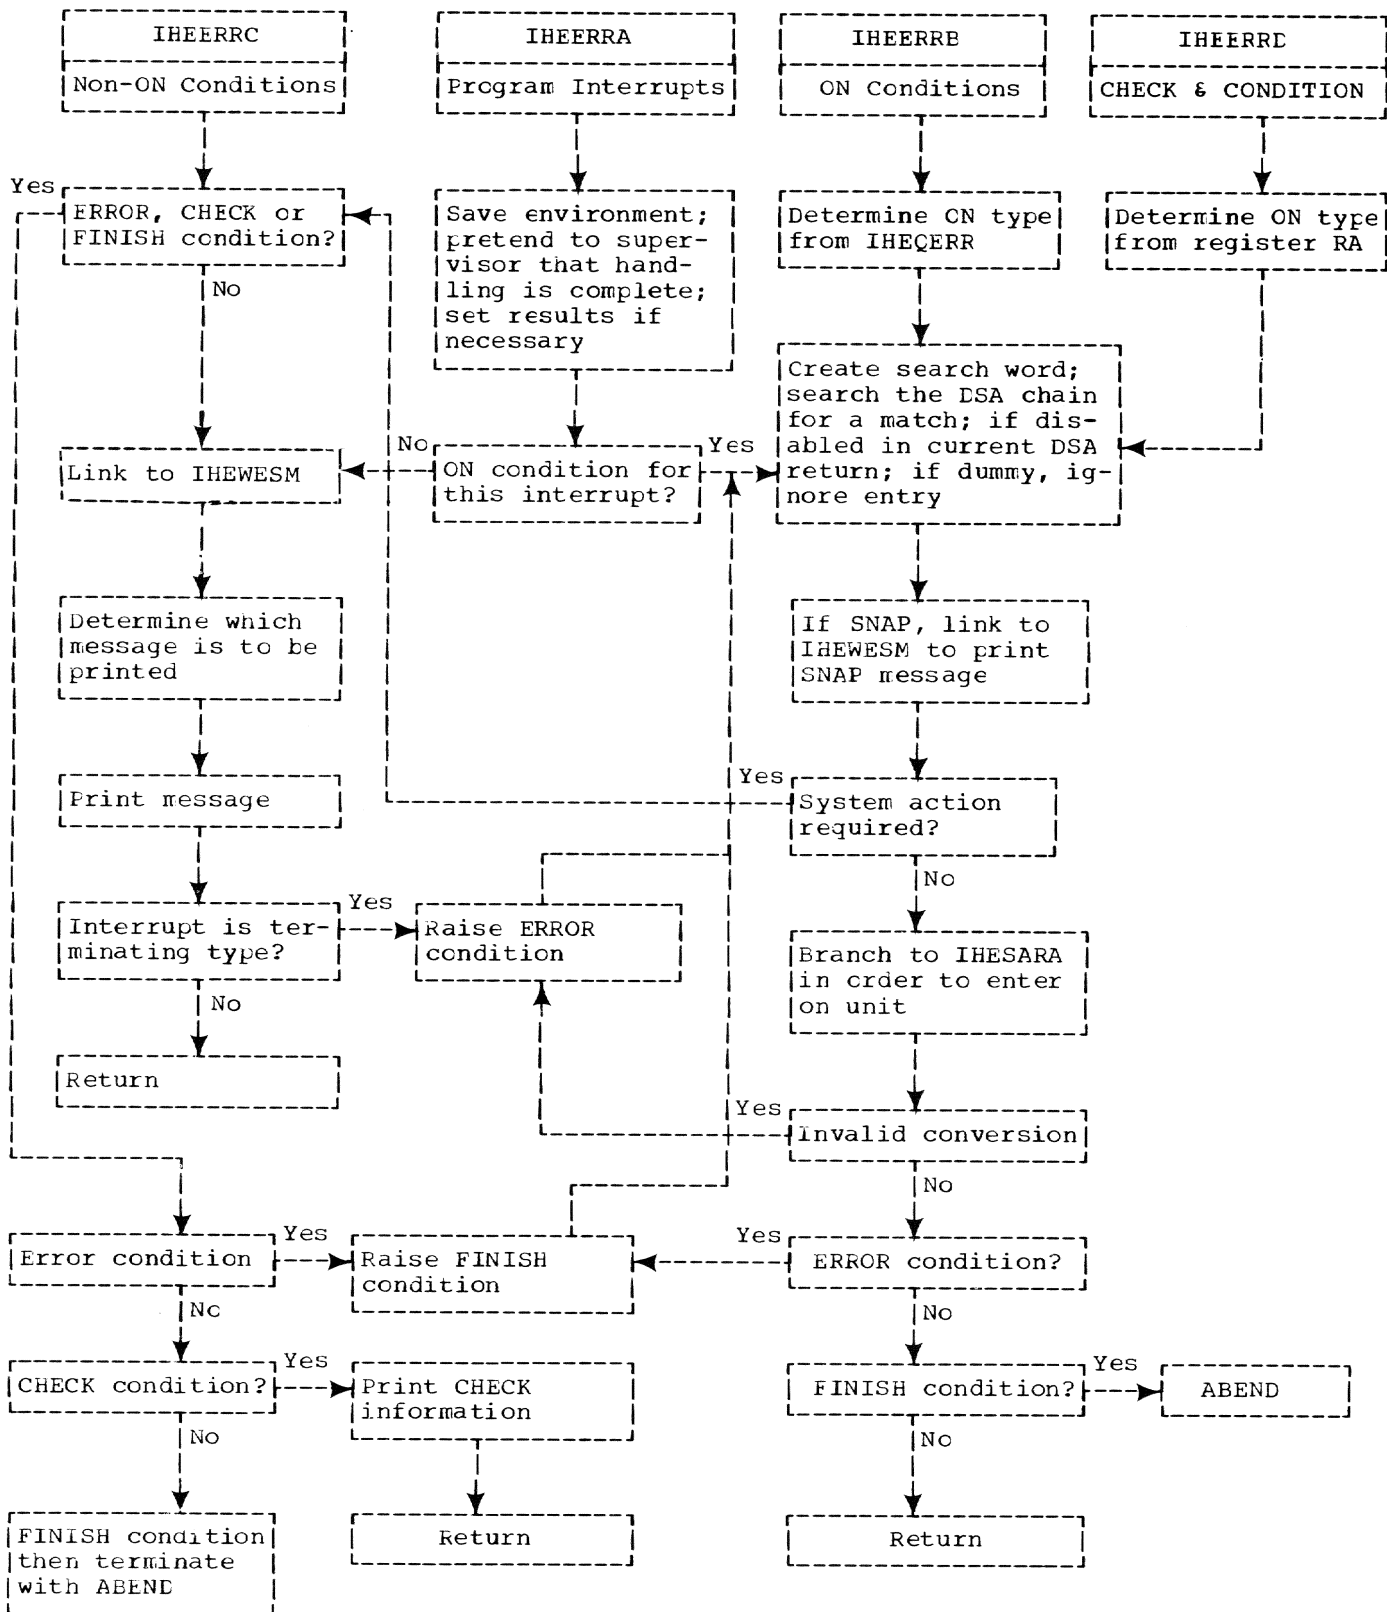 IHEERRC
Non-ON Conditions
IHEERRA
Program Interrupts
IHEERRB
ON Conditions
IHEERRD
CHECK & CONDITION
Yes
ERROR, CHECK or
FINISH condition?
No
Save environment;
pretend to super-
visor that hand-
ling is complete;
set results if
necessary
Determine ON type
from IHEQERR
Determine ON type
from register RA
Create search word;
search the DSA chain
for a match; if dis-
abled in current DSA
return; if dummy, ig-
nore entry
Link to IHEWESM
No
ON condition for
this interrupt?
Yes
Determine which
message is to be
printed
If SNAP, link to
IHEWESM to print
SNAP message
Print message
Yes
System action
required?
No
Interrupt is ter-
minating type?
Yes
Raise ERROR
condition
No
Branch to IHESARA
in order to enter
on unit
Return
Yes
Invalid conversion
No
Error condition
Yes
Raise FINISH
condition
Yes
ERROR condition?
No
No
CHECK condition?
Yes
Print CHECK
information
FINISH condition?
Yes
ABEND
No
No
FINISH condition
then terminate
with ABEND
Return
Return